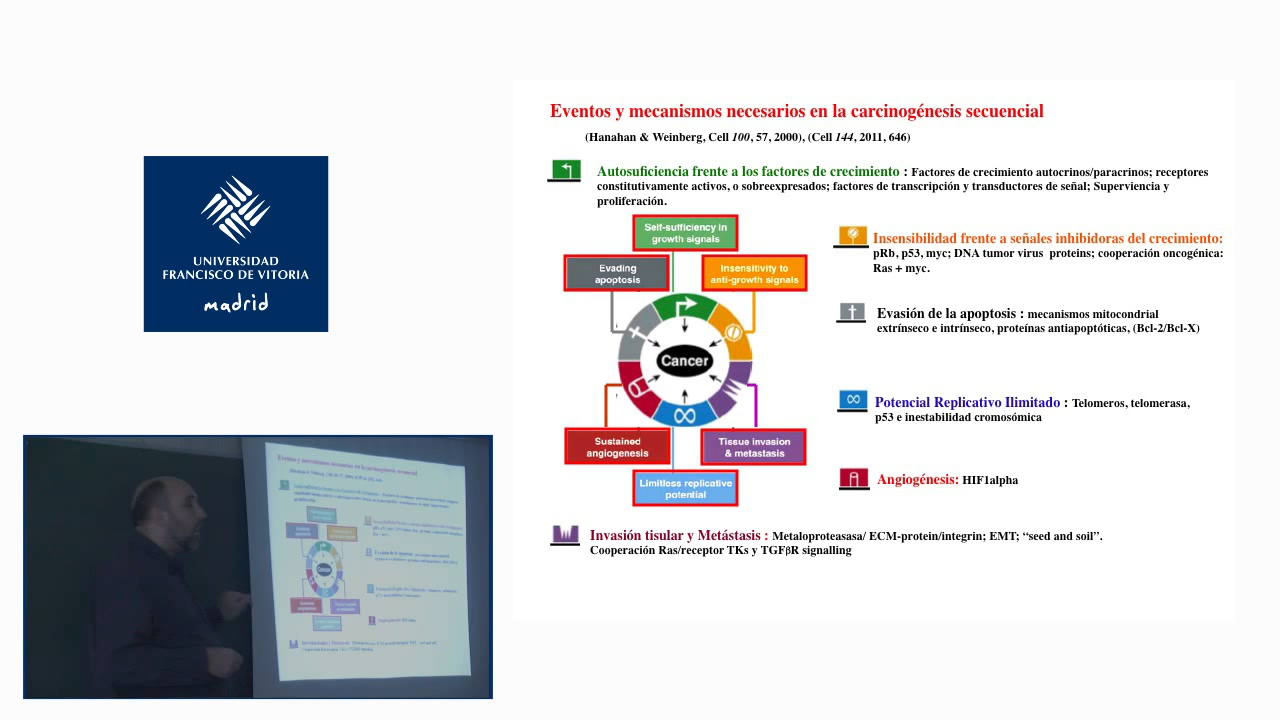 UNIVERSIDAD
FRANCISCO DE VITORIA
madrid
Eventos y mecanismos necesarios en la carcinogénesis secuencial
(Hanahan & Weinberg, Cell 100, 57, 2000), (Cell 144, 2011, 646)
Autosuficiencia frente a los factores de crecimiento : Factores de crecimiento autocrinos/paracrinos; receptores
constitutivamente activos, o sobreexpresados; factores de transcripción y transductores de señal; Superviencia y
proliferación.
Self-sufficiency in
growth signals
Evading
apoptosis
Insensitivity to
anti-growth signals
Cancer
Sustained
angiogenesis
Tissue invasion
& metastasis
Limitless replicative
potential
Insensibilidad frente a señales inhibidoras del crecimiento:
pRb, p53, myc; DNA tumor virus proteins; cooperación oncogénica:
Ras + myc.
Evasión de la apoptosis : mecanismos mitocondrial
extrínseco e intrínseco, proteínas antiapoptóticas, (Bcl-2/Bcl-X)
Potencial Replicativo Ilimitado : Telomeros, telomerasa,
p53 e inestabilidad cromosómica
Angiogénesis: HIF1alpha
Invasión tisular y Metástasis : Metaloproteasasa/ ECM-protein/integrin; EMT; “seed and soil”.
Cooperación Ras/receptor TKs y TGFβR signalling